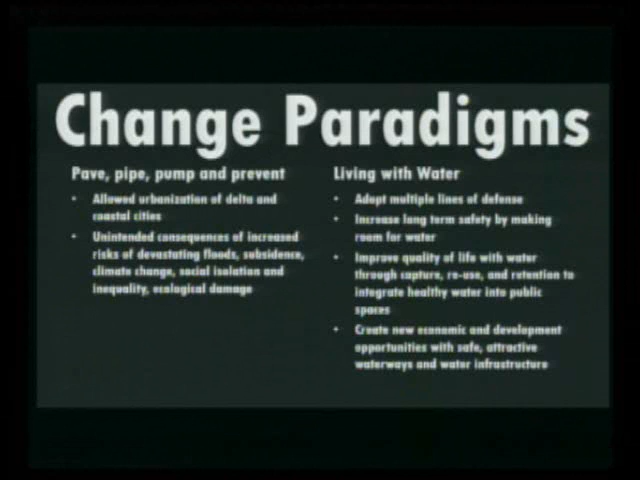 Change Paradigms
Pave, pipe, pump and prevent
• Allowed urbanization of delta and
coastal cities
• Unintended consequences of increased
risks of devastating floods, subsidence,
climate change, social isolation and
inequality, ecological damage
Living with Water
• Adopt multiple lines of defense
• Increase long term safety by making
room for water
• Improve quality of life with water
through capture, re-use, and retention to
integrate healthy water into public
spaces
• Create new economic and development
opportunities with safe, attractive
waterways and water infrastructure